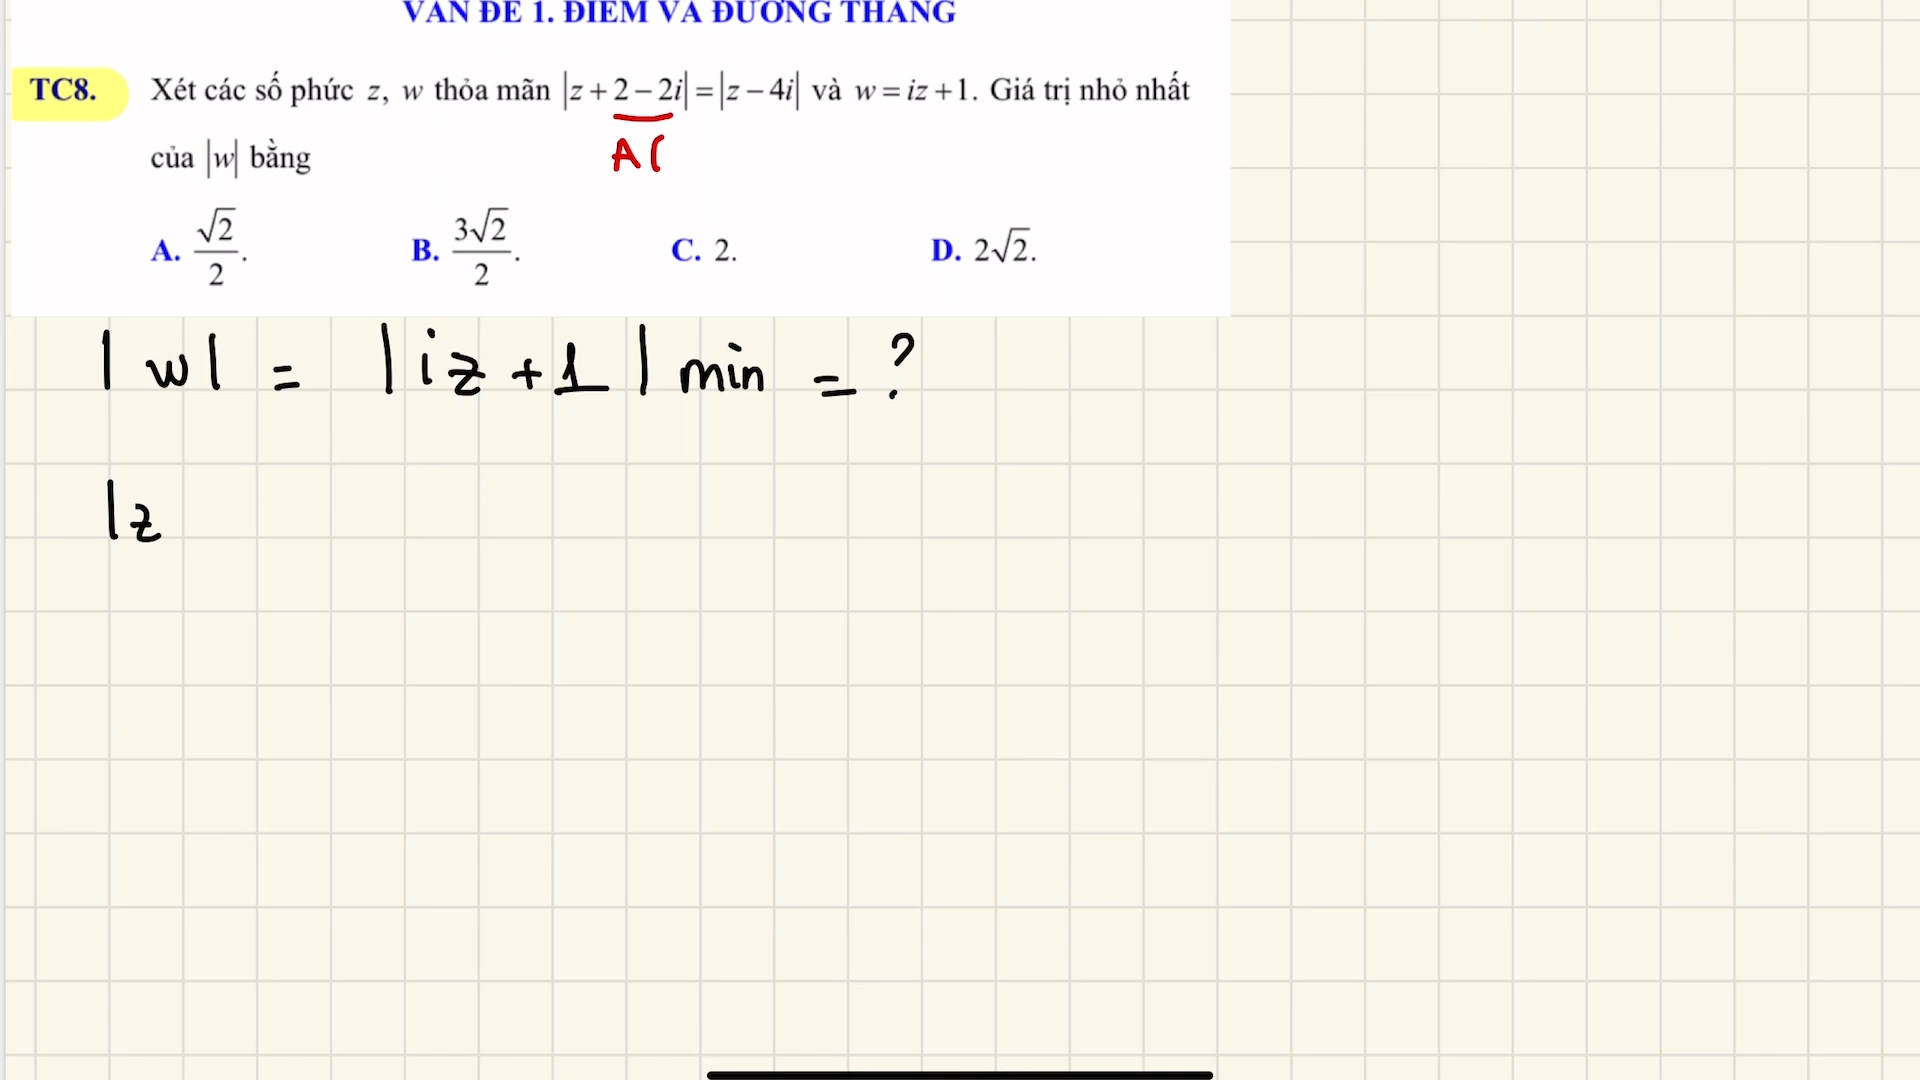 VẤN ĐỀ 1. ĐIỂM VÀ ĐƯỜNG THẲNG
TC8. Xét các số phức z, w thỏa mãn |z + 2 − 2i| = |z − 4i| và w = iz + 1. Giá trị nhỏ nhất
A(
của |w| bằng
A. √2/2. B. 3√2/2. C. 2. D. 2√2.
|w| = |iz + 1| min = ?
|z